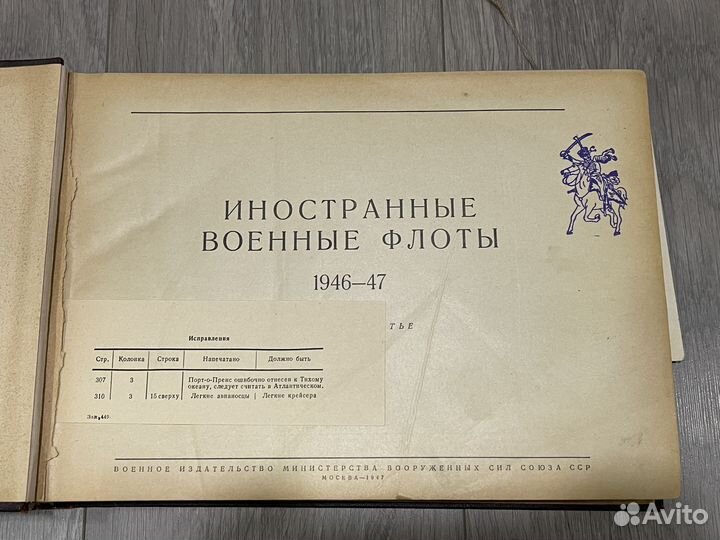 ИНОСТРАННЫЕ
ВОЕННЫЕ ФЛОТЫ
1946—47
ТЬЕ
Исправления
Стр. Колонка Строка Напечатано Должно быть
307 3 Порт-о-Пренс ошибочно отнесен к Тихому
океану, следует считать в Атлантическом.
310 3 15 сверху Легкие авианосцы Легкие крейсера
Зак. 449
ВОЕННОЕ ИЗДАТЕЛЬСТВО МИНИСТЕРСТВА ВООРУЖЕННЫХ СИЛ СОЮЗА ССР
МОСКВА—1947
Avito